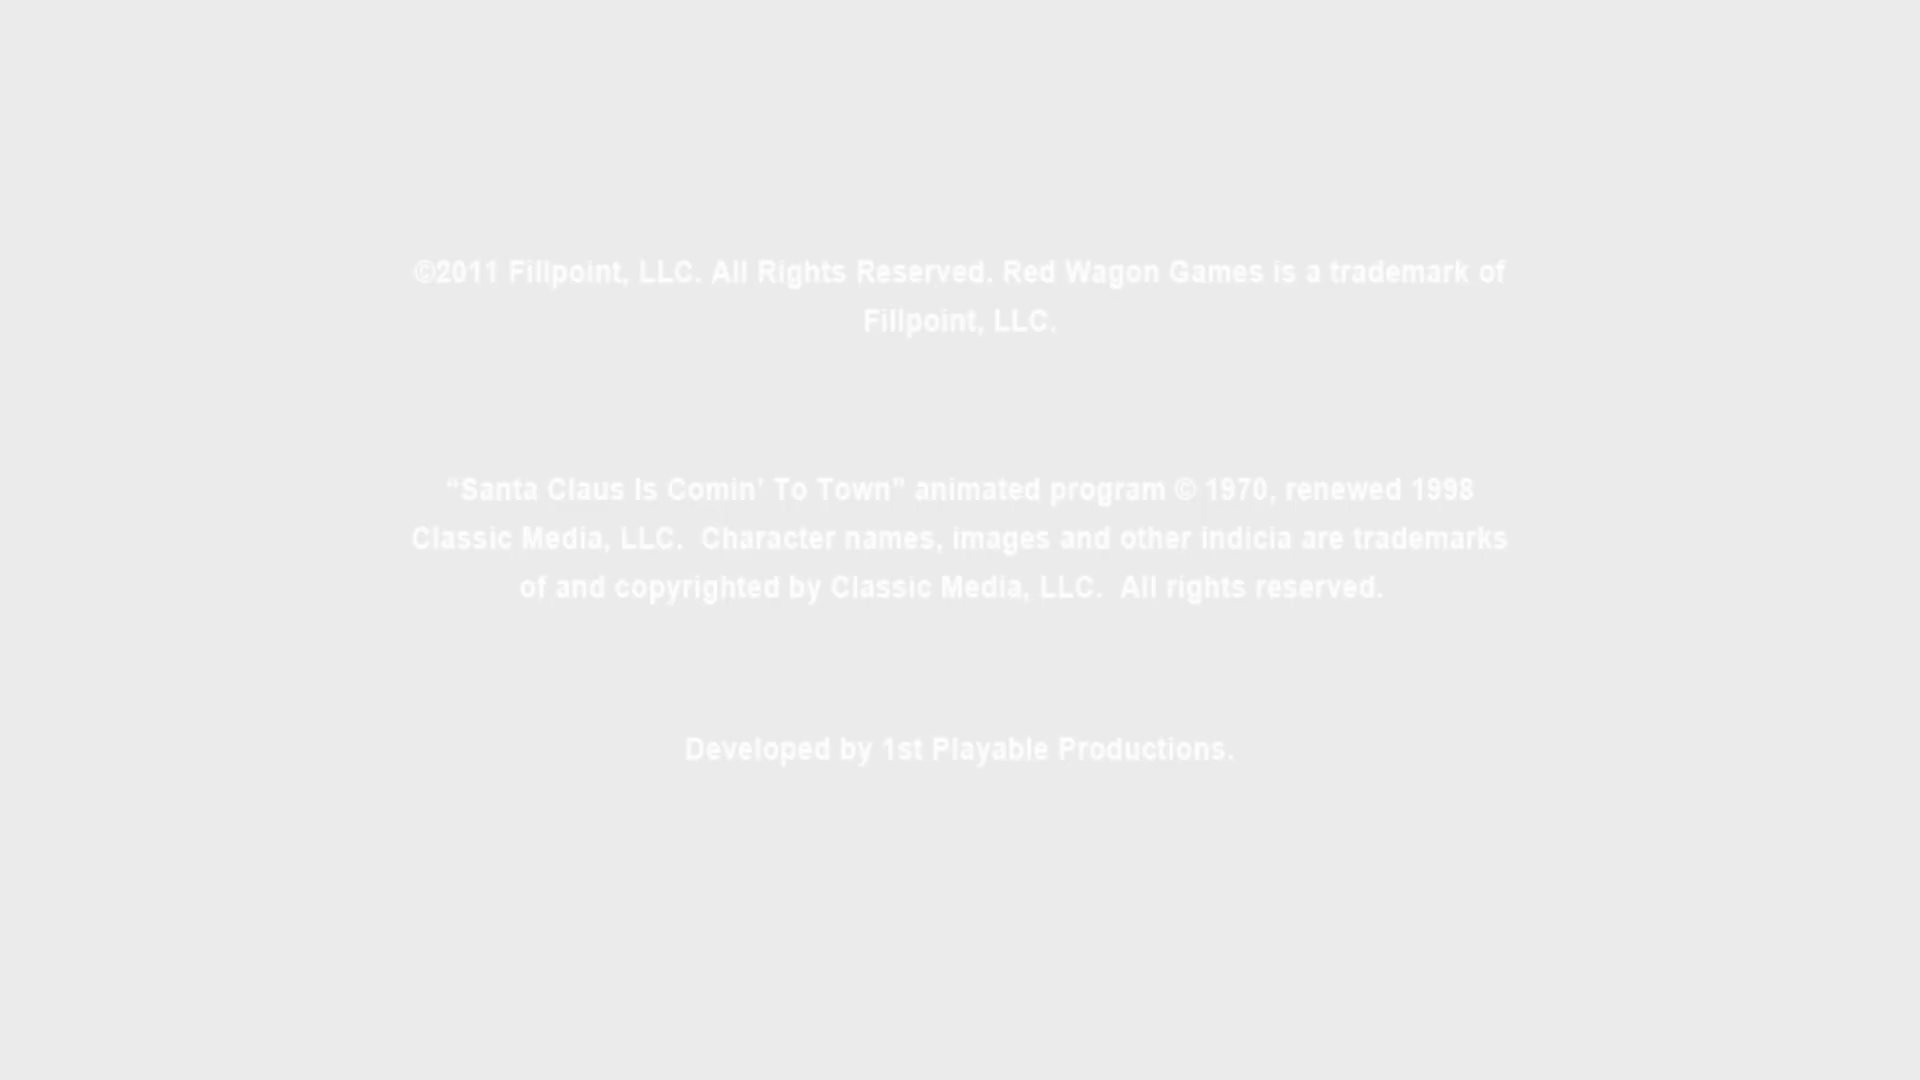 ©2011 Fillpoint, LLC. All Rights Reserved. Red Wagon Games is a trademark of
Fillpoint, LLC.
“Santa Claus Is Comin’ To Town” animated program © 1970, renewed 1998
Classic Media, LLC.  Character names, images and other indicia are trademarks
of and copyrighted by Classic Media, LLC.  All rights reserved.
Developed by 1st Playable Productions.